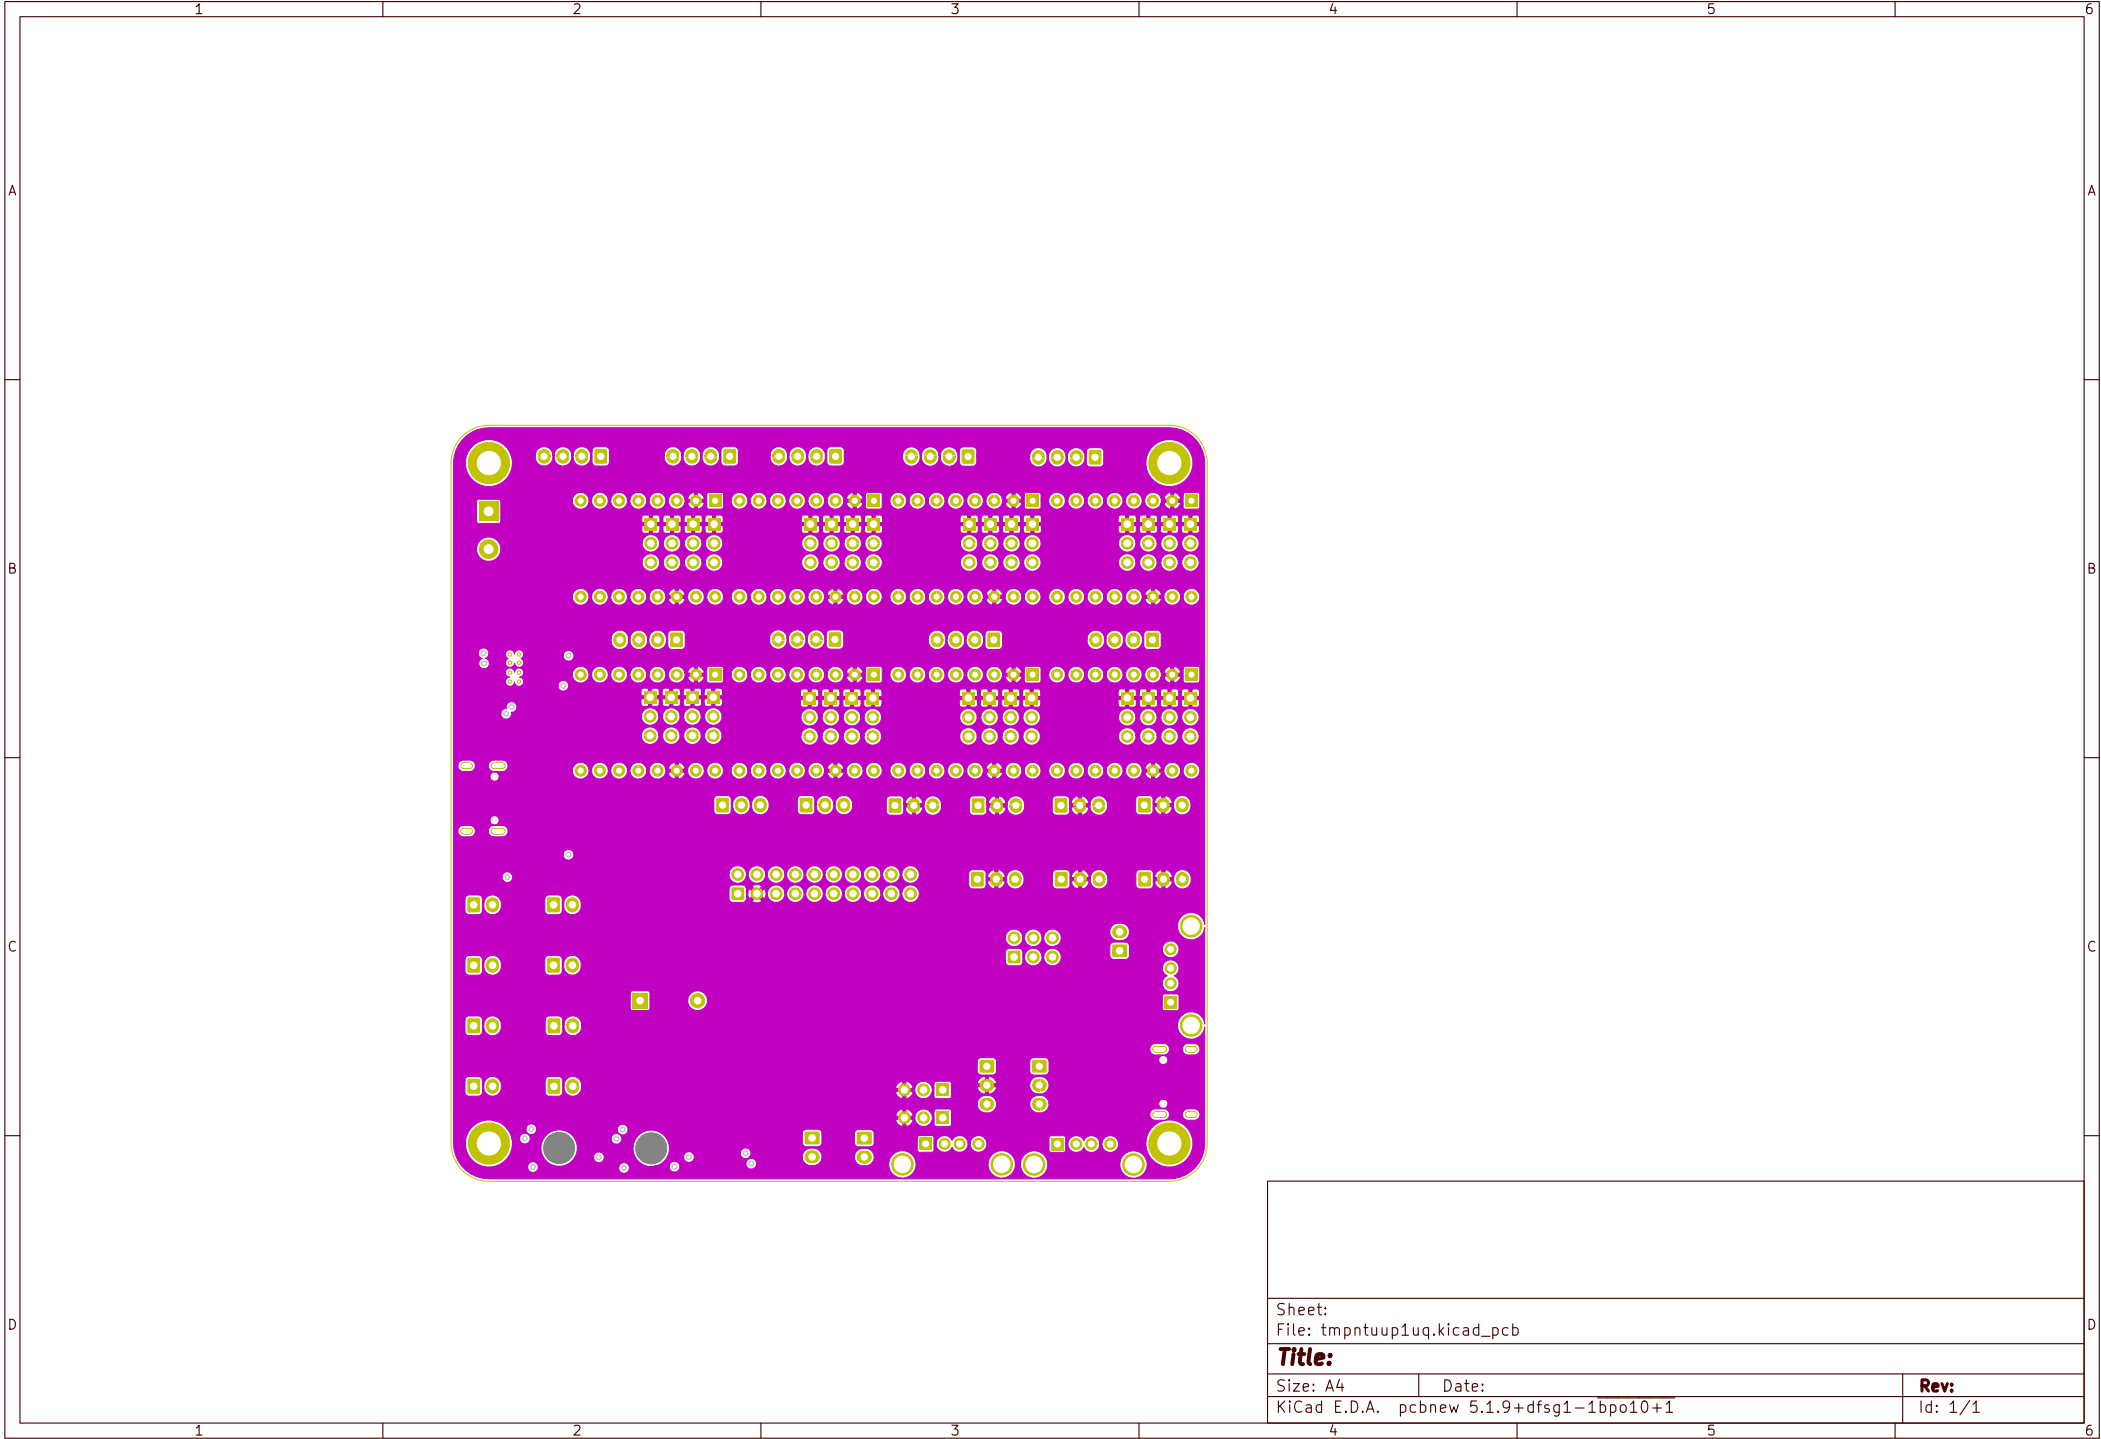 1 2 3 4 5 6
A A
B B
C C
D D
Sheet:
File: tmpntuup1uq.kicad_pcb
Title:
Size: A4 Date: Rev:
KiCad E.D.A. pcbnew 5.1.9+dfsg1-1bpo10+1 Id: 1/1
1 2 3 4 5 6